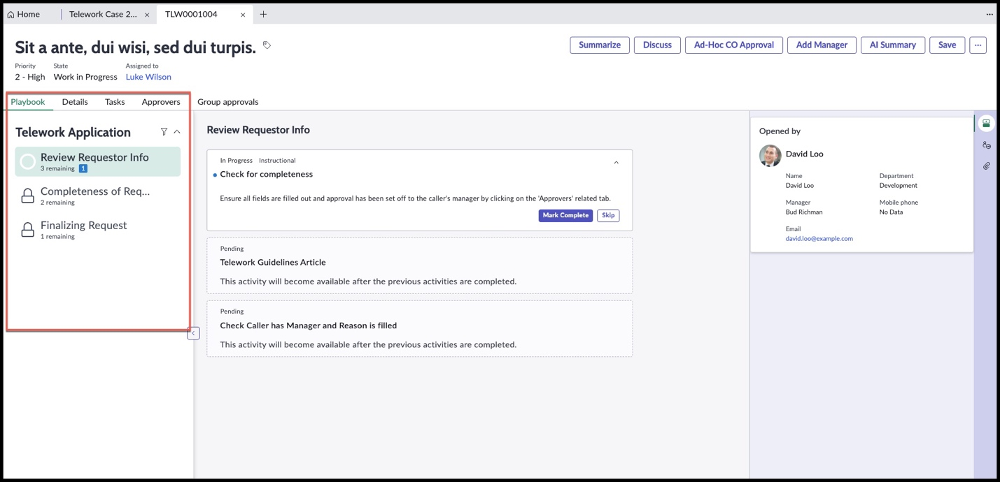 Home
Telework Case 2...
TLW0001004
Sit a ante, dui wisi, sed dui turpis.
Summarize
Discuss
Ad-Hoc CO Approval
Add Manager
AI Summary
Save
Priority
State
Assigned to
2 - High
Work in Progress
Luke Wilson
Playbook
Details
Tasks
Approvers
Group approvals
Telework Application
Review Requestor Info
3 remaining 1
Completeness of Req...
2 remaining
Finalizing Request
1 remaining
Review Requestor Info
In Progress Instructional
Check for completeness
Ensure all fields are filled out and approval has been set off to the caller's manager by clicking on the 'Approvers' related tab.
Mark Complete
Skip
Pending
Telework Guidelines Article
This activity will become available after the previous activities are completed.
Pending
Check Caller has Manager and Reason is filled
This activity will become available after the previous activities are completed.
Opened by
David Loo
Name
David Loo
Department
Development
Manager
Bud Richman
Mobile phone
No Data
Email
david.loo@example.com